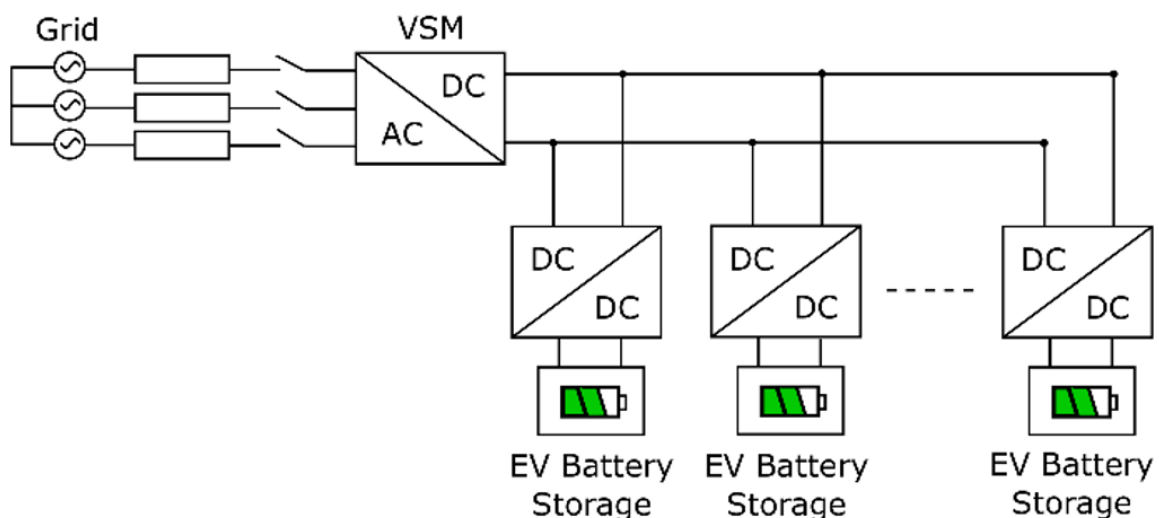 Grid
VSM
DC
AC
DC
DC
DC
DC
DC
DC
EV Battery
Storage
EV Battery
Storage
EV Battery
Storage